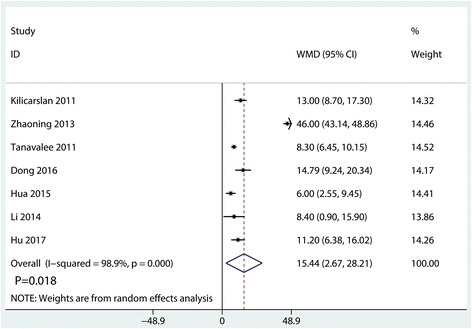 Study %
ID WMD (95% CI) Weight
Kilicarslan 2011 13.00 (8.70, 17.30) 14.32
Zhaoning 2013 46.00 (43.14, 48.86) 14.46
Tanavalee 2011 8.30 (6.45, 10.15) 14.52
Dong 2016 14.79 (9.24, 20.34) 14.17
Hua 2015 6.00 (2.55, 9.45) 14.41
Li 2014 8.40 (0.90, 15.90) 13.86
Hu 2017 11.20 (6.38, 16.02) 14.26
Overall (I-squared = 98.9%, p = 0.000) 15.44 (2.67, 28.21) 100.00
P=0.018
NOTE: Weights are from random effects analysis
−48.9 0 48.9